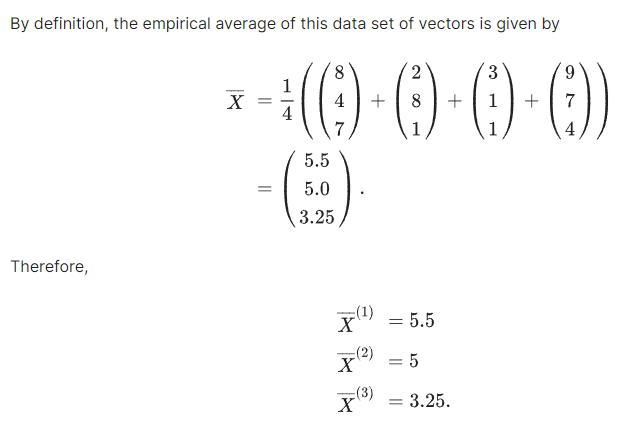 By definition, the empirical average of this data set of vectors is given by
$\overline{\mathbf{X}} = \frac{1}{4}\left(\begin{pmatrix} 8 \\ 4 \\ 7 \end{pmatrix} + \begin{pmatrix} 2 \\ 8 \\ 1 \end{pmatrix} + \begin{pmatrix} 3 \\ 1 \\ 1 \end{pmatrix} + \begin{pmatrix} 9 \\ 7 \\ 4 \end{pmatrix}\right)$
$= \begin{pmatrix} 5.5 \\ 5.0 \\ 3.25 \end{pmatrix}.$
Therefore,
$\overline{X}^{(1)} = 5.5$
$\overline{X}^{(2)} = 5$
$\overline{X}^{(3)} = 3.25.$